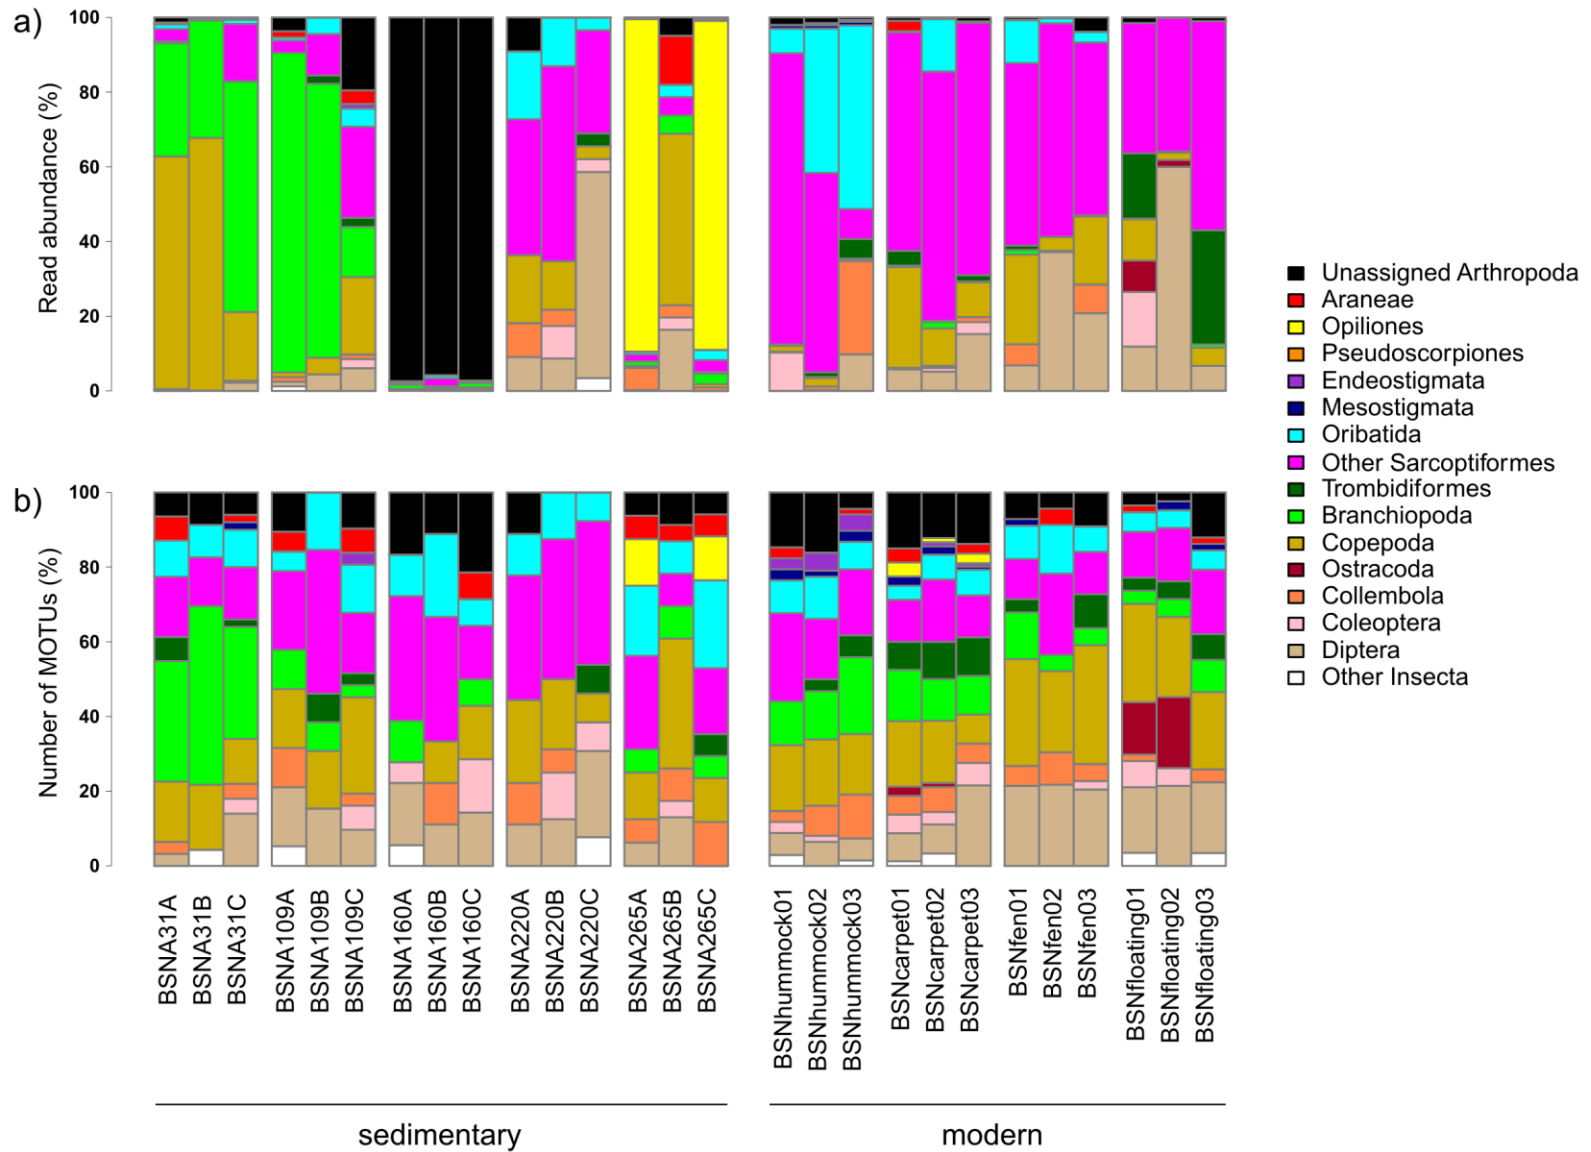 a)
Read abundance (%)
100
80
60
40
20
0
Unassigned Arthropoda
Araneae
Opiliones
Pseudoscorpiones
Endeostigmata
Mesostigmata
Oribatida
Other Sarcoptiformes
Trombidiformes
Branchiopoda
Copepoda
Ostracoda
Collembola
Coleoptera
Diptera
Other Insecta
b)
Number of MOTUs (%)
100
80
60
40
20
0
BSNA31A
BSNA31B
BSNA31C
BSNA109A
BSNA109B
BSNA109C
BSNA160A
BSNA160B
BSNA160C
BSNA220A
BSNA220B
BSNA220C
BSNA265A
BSNA265B
BSNA265C
BSNhummock01
BSNhummock02
BSNhummock03
BSNcarpet01
BSNcarpet02
BSNcarpet03
BSNfen01
BSNfen02
BSNfen03
BSNfloating01
BSNfloating02
BSNfloating03
sedimentary
modern